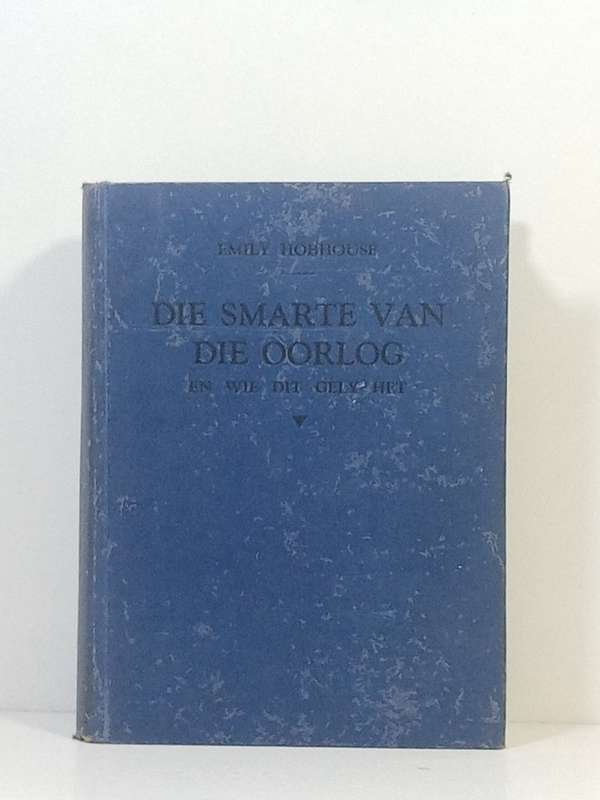 EMILY HOBHOUSE
DIE SMARTE VAN
DIE OORLOG
EN WIE DIT GELY HET